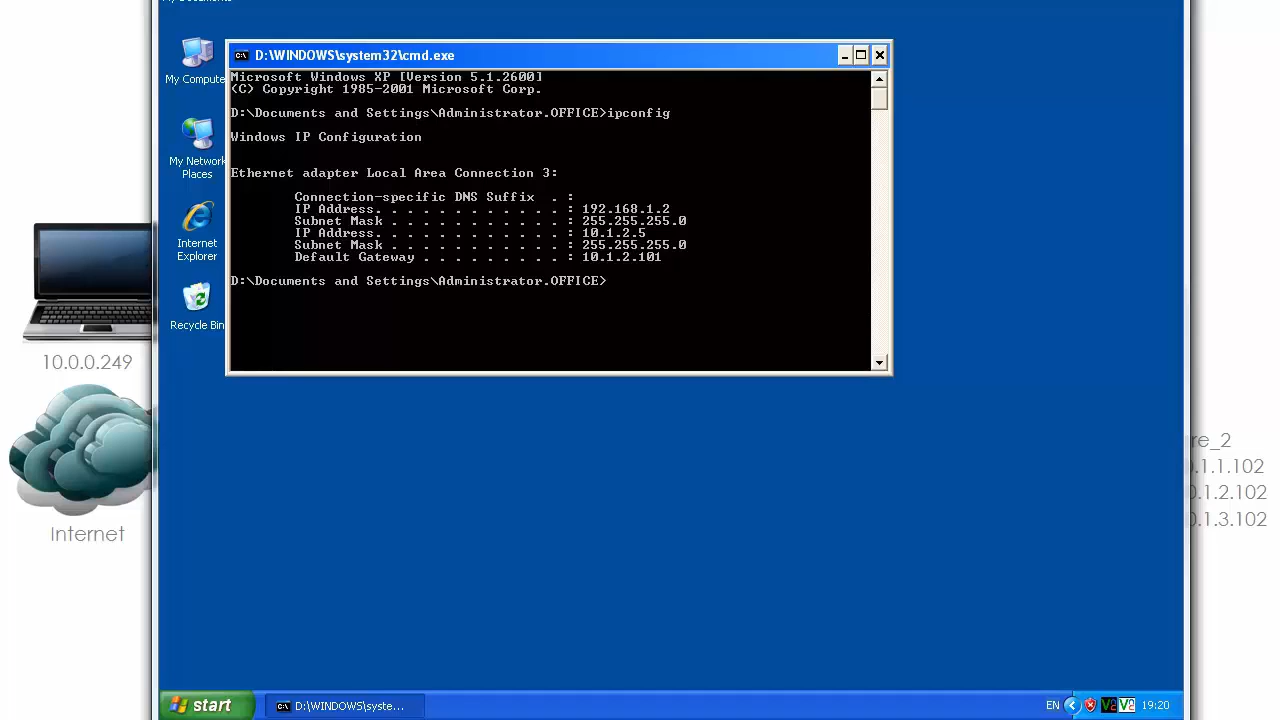 D:\WINDOWS\system32\cmd.exe
Microsoft Windows XP [Version 5.1.2600]
(C) Copyright 1985-2001 Microsoft Corp.
D:\Documents and Settings\Administrator.OFFICE>ipconfig
Windows IP Configuration
Ethernet adapter Local Area Connection 3:
Connection-specific DNS Suffix . :
IP Address. . . . . . . . . . . . : 192.168.1.2
Subnet Mask . . . . . . . . . . . : 255.255.255.0
IP Address. . . . . . . . . . . . : 10.1.2.5
Subnet Mask . . . . . . . . . . . : 255.255.255.0
Default Gateway . . . . . . . . . : 10.1.2.101
D:\Documents and Settings\Administrator.OFFICE>
My Compute
My Network
Places
Internet
Explorer
Recycle Bin
10.0.0.249
Internet
re_2
.1.1.102
.1.2.102
.1.3.102
start
D:\WINDOWS\syste...
EN
19:20